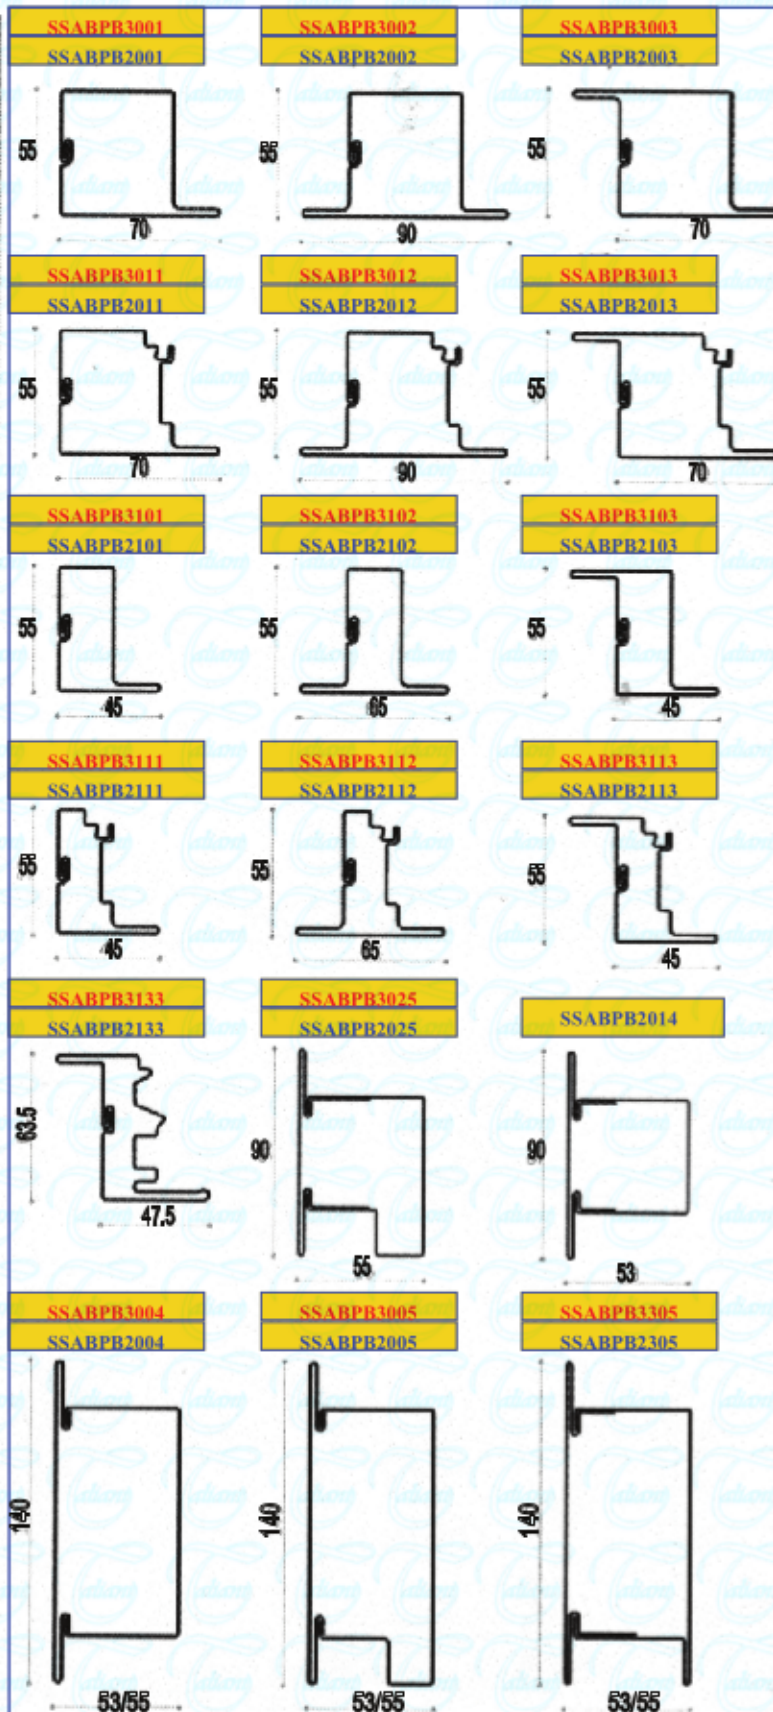 SSABPB3001 SSABPB3002 SSABPB3003
SSABPB2001 SSABPB2002 SSABPB2003
55 55 55
70 90 70
SSABPB3011 SSABPB3012 SSABPB3013
SSABPB2011 SSABPB2012 SSABPB2013
55 55 55
70 90 70
SSABPB3101 SSABPB3102 SSABPB3103
SSABPB2101 SSABPB2102 SSABPB2103
55 55 55
45 65 45
SSABPB3111 SSABPB3112 SSABPB3113
SSABPB2111 SSABPB2112 SSABPB2113
55 55 55
45 65 45
SSABPB3133 SSABPB3025
SSABPB2133 SSABPB2025 SSABPB2014
63.5 90 90
47.5 55 53
SSABPB3004 SSABPB3005 SSABPB3305
SSABPB2004 SSABPB2005 SSABPB2305
140 140 140
53/55 53/55 53/55